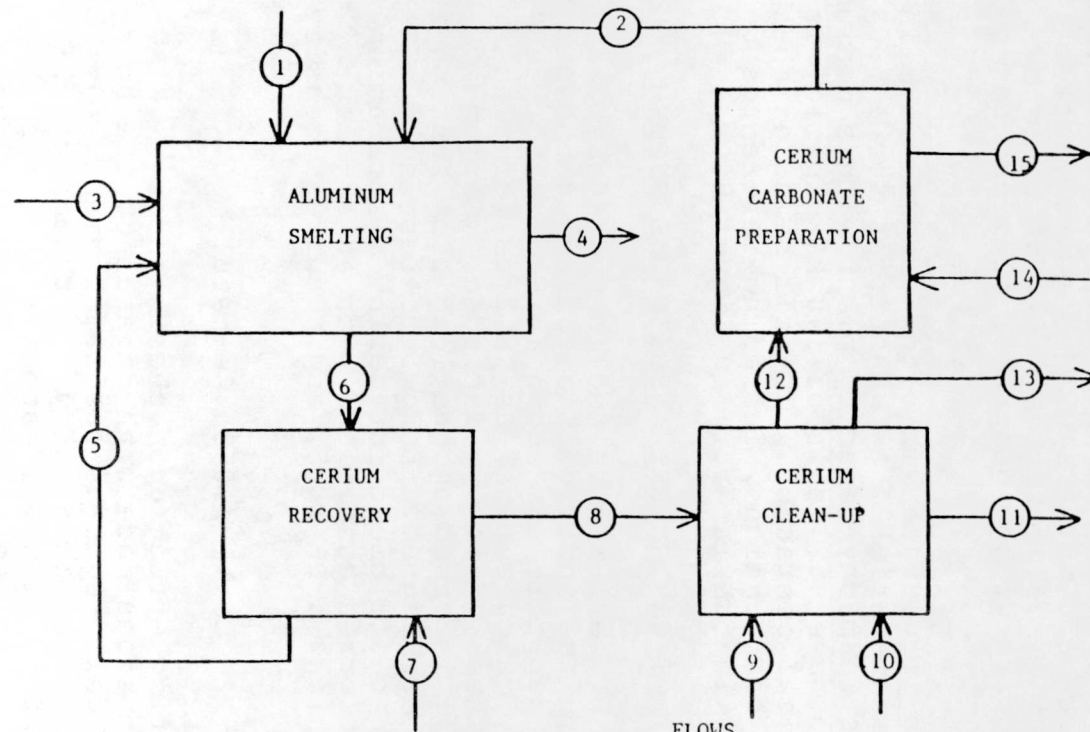 2
1
CERIUM
CARBONATE
PREPARATION
15
ALUMINUM
SMELTING
3
4
14
6
12
13
5
CERIUM
RECOVERY
CERIUM
CLEAN-UP
8
11
7
9
10
FLOWS